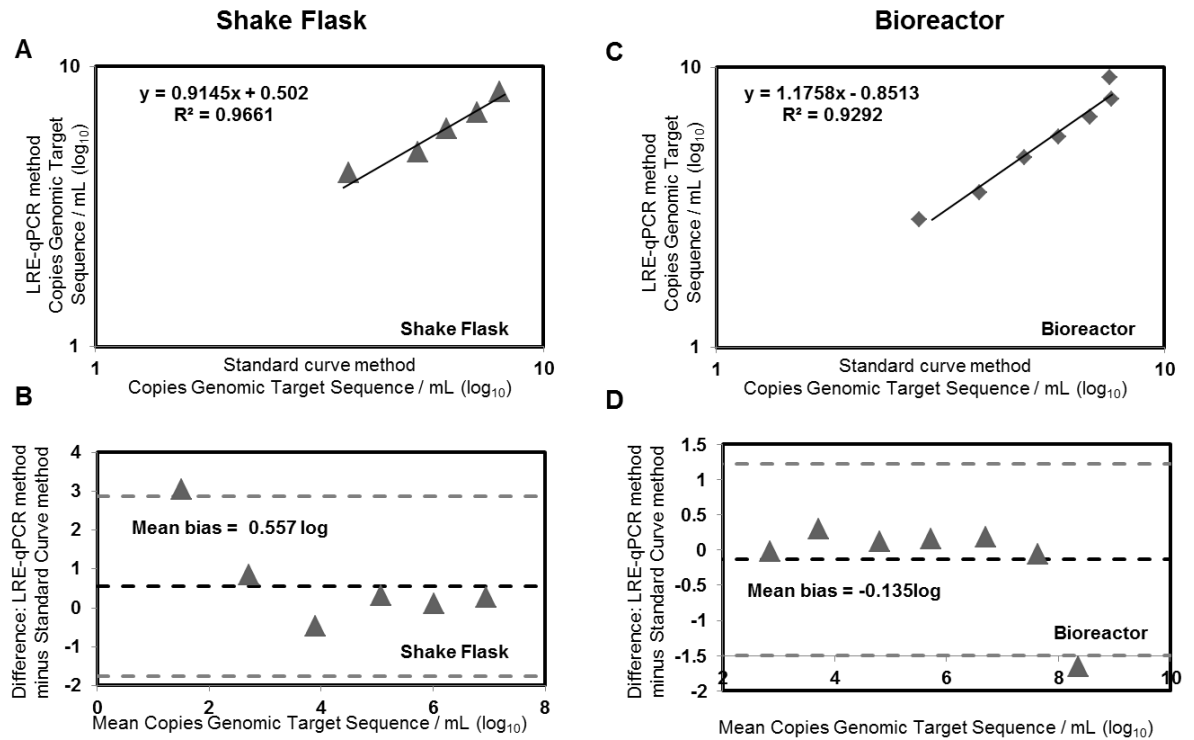 Shake Flask
A
10
y = 0.9145x + 0.502
R² = 0.9661
LRE-qPCR method
Copies Genomic Target
Sequence / mL (log₁₀)
Shake Flask
1
1
Standard curve method
10
Copies Genomic Target Sequence / mL (log₁₀)
B
4
3
2
1
0
-1
-2
Difference: LRE-qPCR method
minus Standard Curve method
Mean bias = 0.557 log
Shake Flask
0
2
4
6
8
Mean Copies Genomic Target Sequence / mL (log₁₀)
Bioreactor
C
10
y = 1.1758x - 0.8513
R² = 0.9292
LRE-qPCR method
Copies Genomic Target
Sequence / mL (log₁₀)
Bioreactor
1
1
Standard curve method
10
Copies Genomic Target Sequence / mL (log₁₀)
D
1.5
1
0.5
0
-0.5
-1
-1.5
-2
Difference: LRE-qPCR method
minus Standard Curve method
Mean bias = -0.135log
Bioreactor
2
4
6
8
10
Mean Copies Genomic Target Sequence / mL (log₁₀)